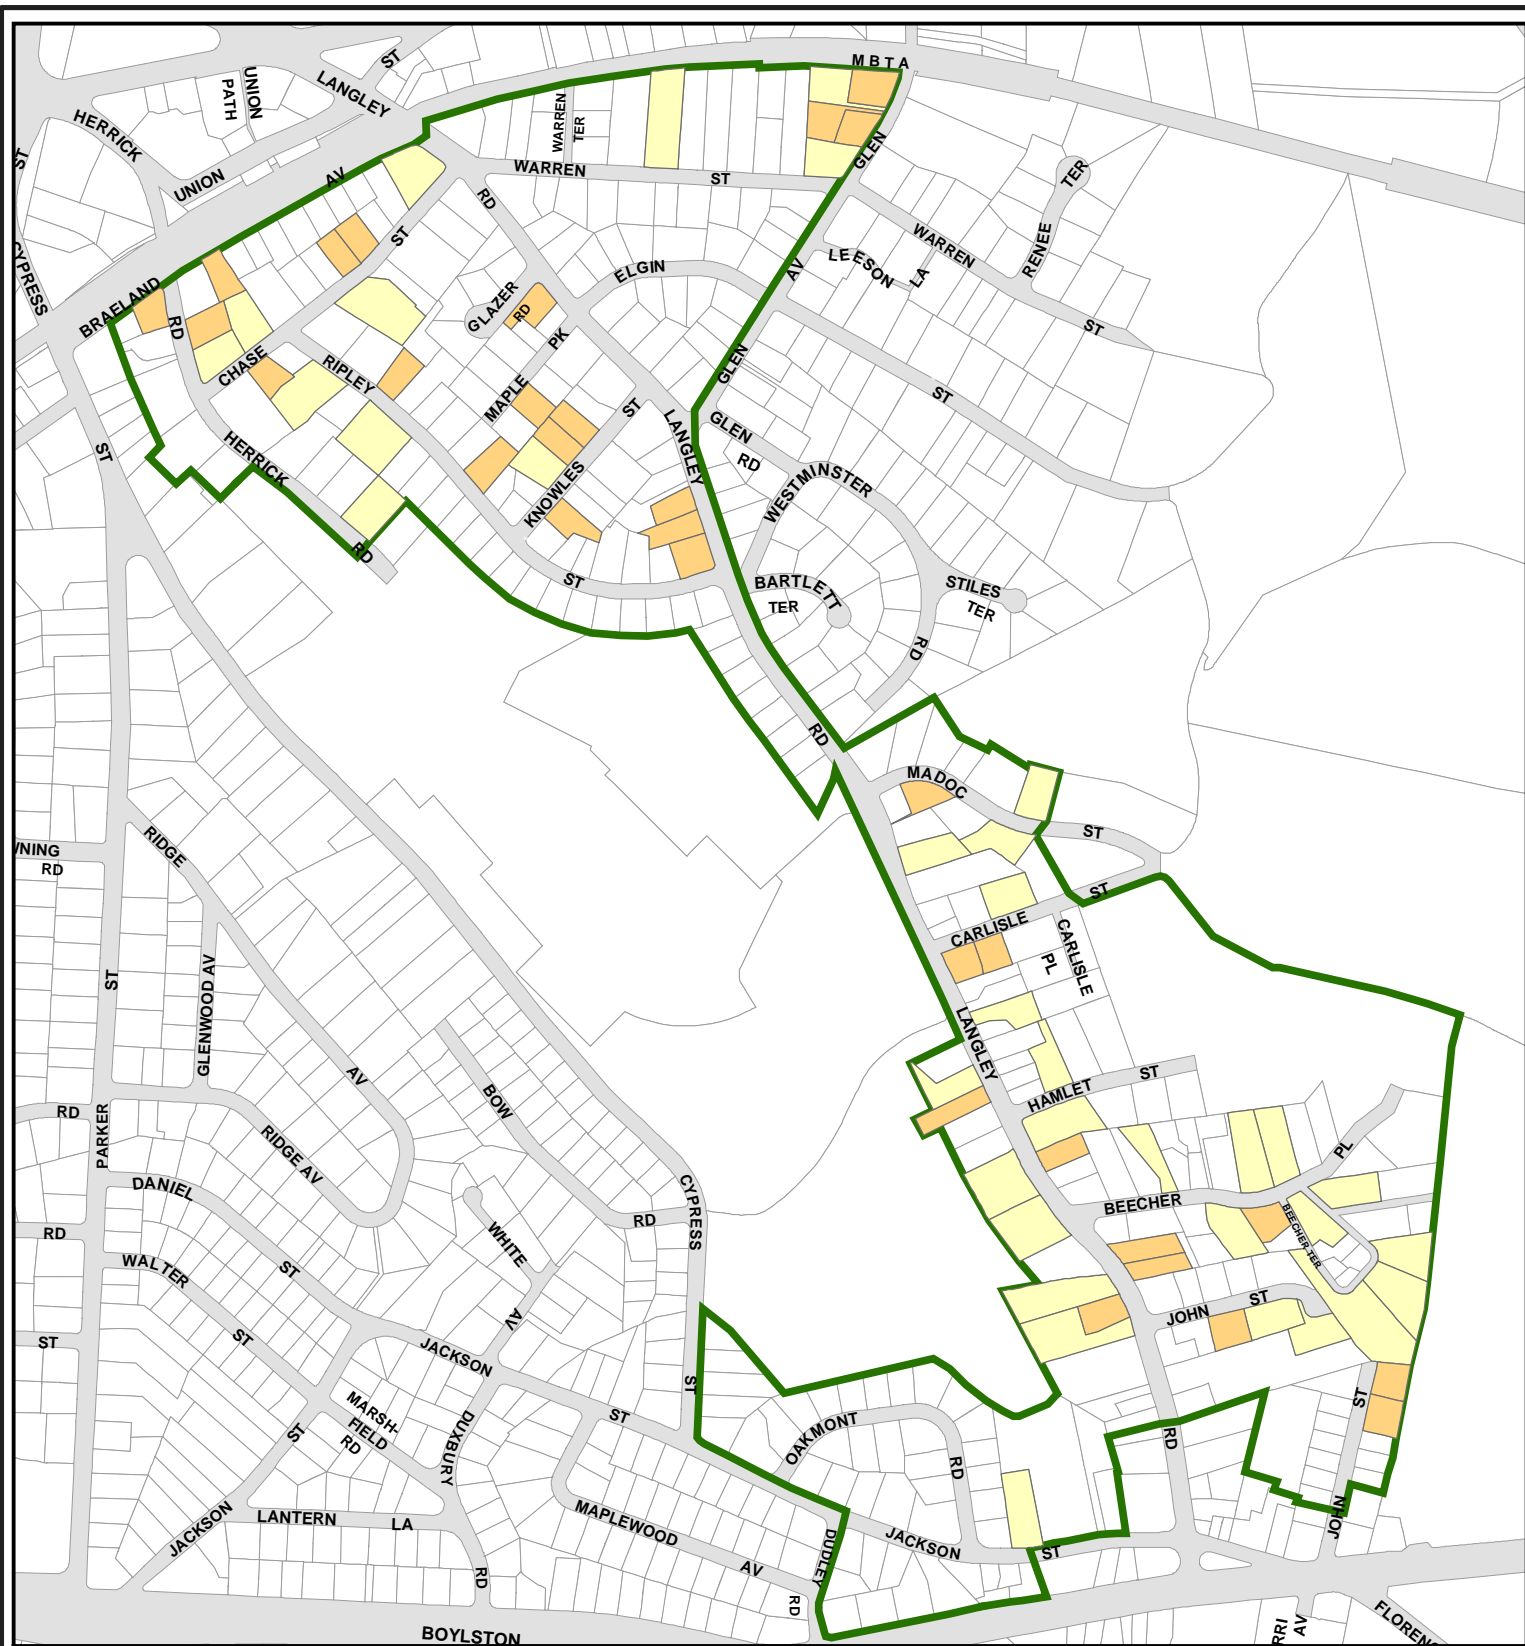 MBTA
ST
UNION
PATH
LANGLEY
HERRICK
WARREN
TER
ST
UNION
AV
WARREN
ST
GLEN
TER
RD
ST
WARREN
RENEE
CYPRESS
LEESON
LA
AV
ELGIN
BRAELAND
GLAZER
RD
RD
PK
ST
CHASE
RIPLEY
MAPLE
GLEN
ST
ST
LANGLEY
GLEN
RD
ST
HERRICK
KNOWLES
WESTMINSTER
RD
ST
BARTLETT
TER
STILES
TER
RD
RD
MADOC
ST
WNING
RD
RIDGE
ST
CARLISLE
CARLISLE
PL
ST
GLENWOOD AV
LANGLEY
AV
BOW
HAMLET
ST
RD
PARKER
RIDGE AV
PL
DANIEL
CYPRESS
BEECHER
RD
RD
BEECHER TER
WHITE
WALTER
ST
AV
JOHN
ST
ST
ST
JACKSON
ST
ST
MARSH-
FIELD
RD
ST
ST
DUXBURY
OAKMONT
RD
RD
JACKSON
LANTERN
LA
MAPLEWOOD
AV
DUDLEY
RD
JACKSON
ST
JOHN
RD
BOYLSTON
RRI
AV
FLOREN